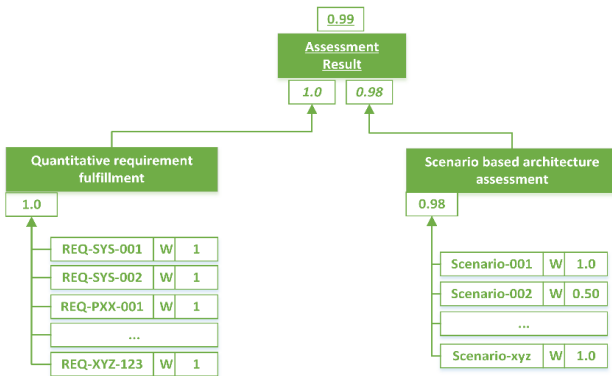 0.99
Assessment
Result
1.0 0.98
Quantitative requirement
fulfillment
1.0
REQ-SYS-001 W 1
REQ-SYS-002 W 1
REQ-PXX-001 W 1
...
REQ-XYZ-123 W 1
Scenario based architecture
assessment
0.98
Scenario-001 W 1.0
Scenario-002 W 0.50
...
Scenario-xyz W 1.0